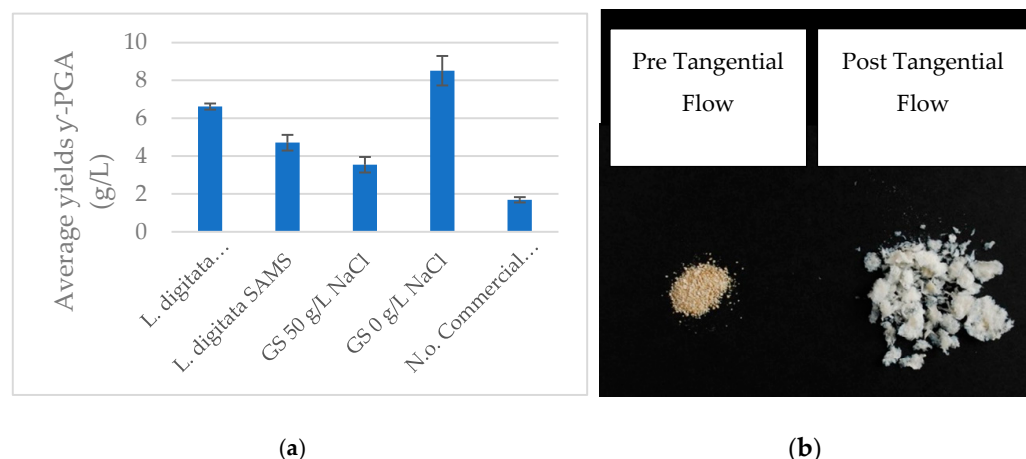 Average yields ƴ-PGA
(g/L)
10
8
6
4
2
0
L. digitata…
L. digitata SAMS
GS 50 g/L NaCl
GS 0 g/L NaCl
N.o. Commercial…
Pre Tangential
Flow
Post Tangential
Flow
(a)
(b)